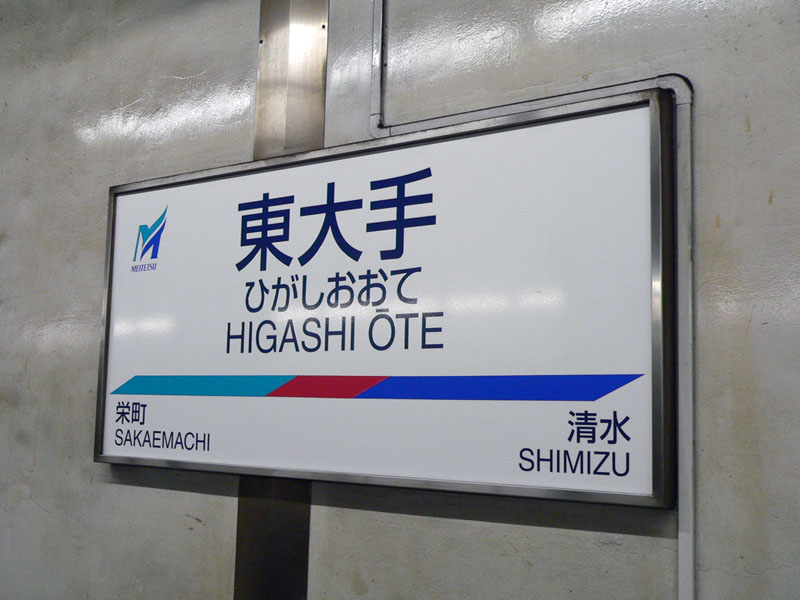 MEITETSU
東大手
ひがしおおて
HIGASHI ŌTE
栄町
SAKAEMACHI
清水
SHIMIZU